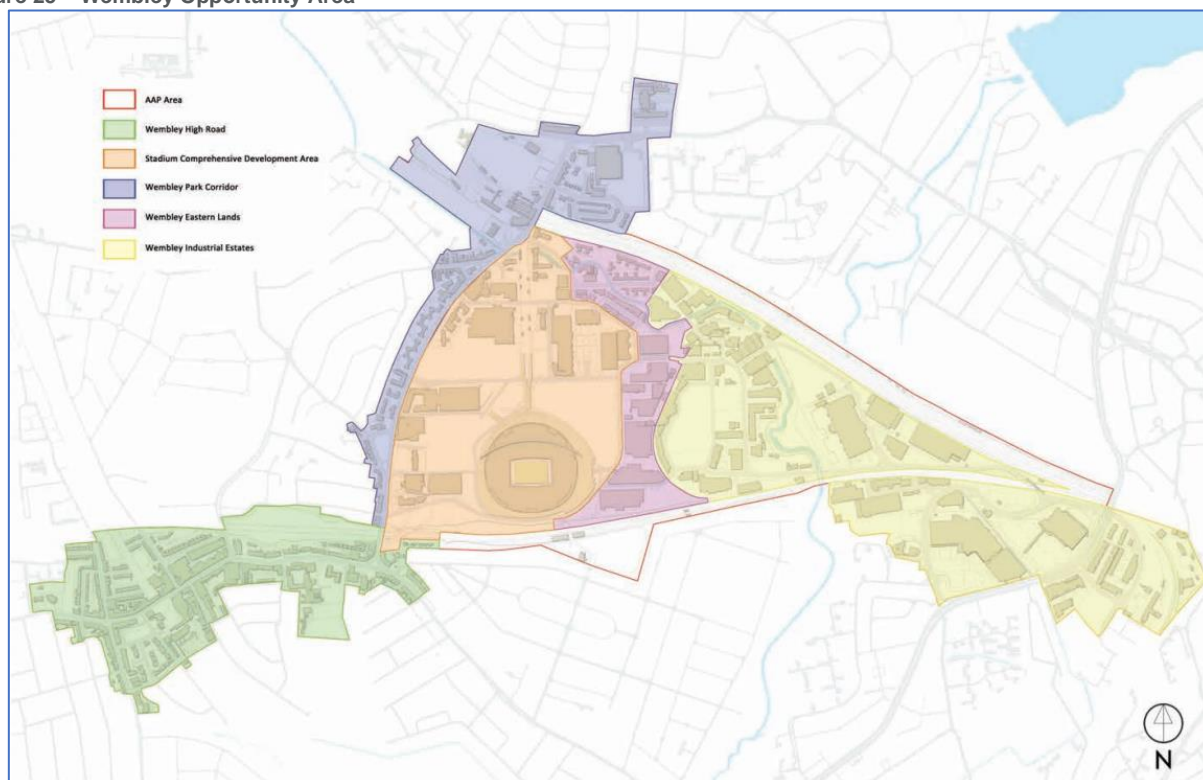 Wembley Opportunity Area
AAP Area
Wembley High Road
Stadium Comprehensive Development Area
Wembley Park Corridor
Wembley Eastern Lands
Wembley Industrial Estates
N